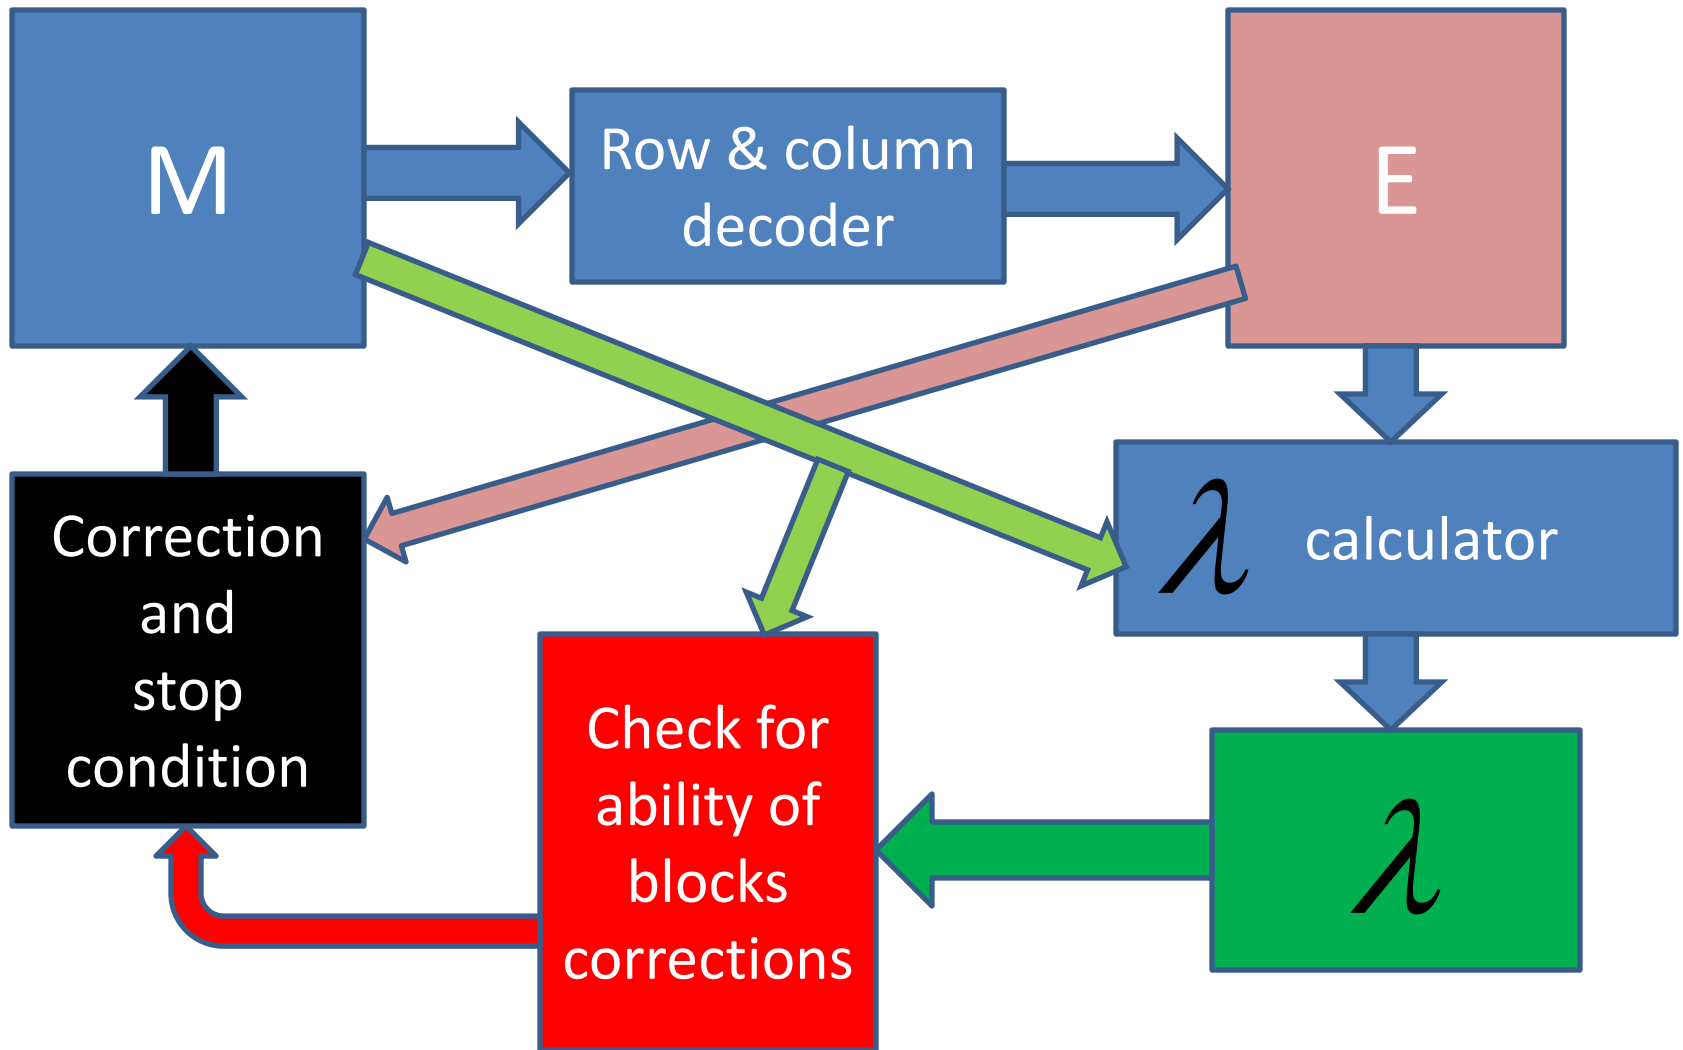 M
Row & column
decoder
E
λ calculator
Correction
and
stop
condition
Check for
ability of
blocks
corrections
λ